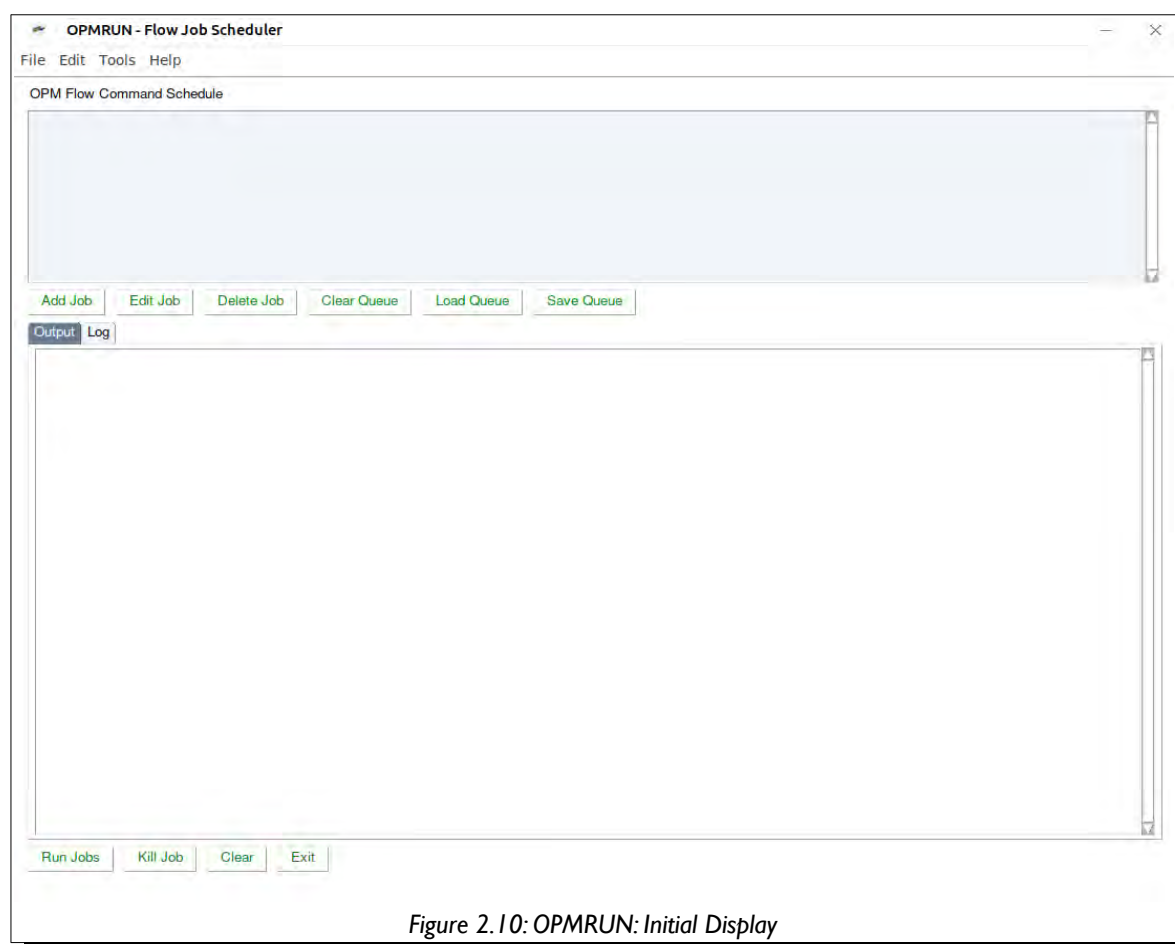 OPMRUN - Flow Job Scheduler
File Edit Tools Help
OPM Flow Command Schedule
Add Job Edit Job Delete Job Clear Queue Load Queue Save Queue
Output Log
Run Jobs Kill Job Clear Exit
Figure 2.10: OPMRUN: Initial Display